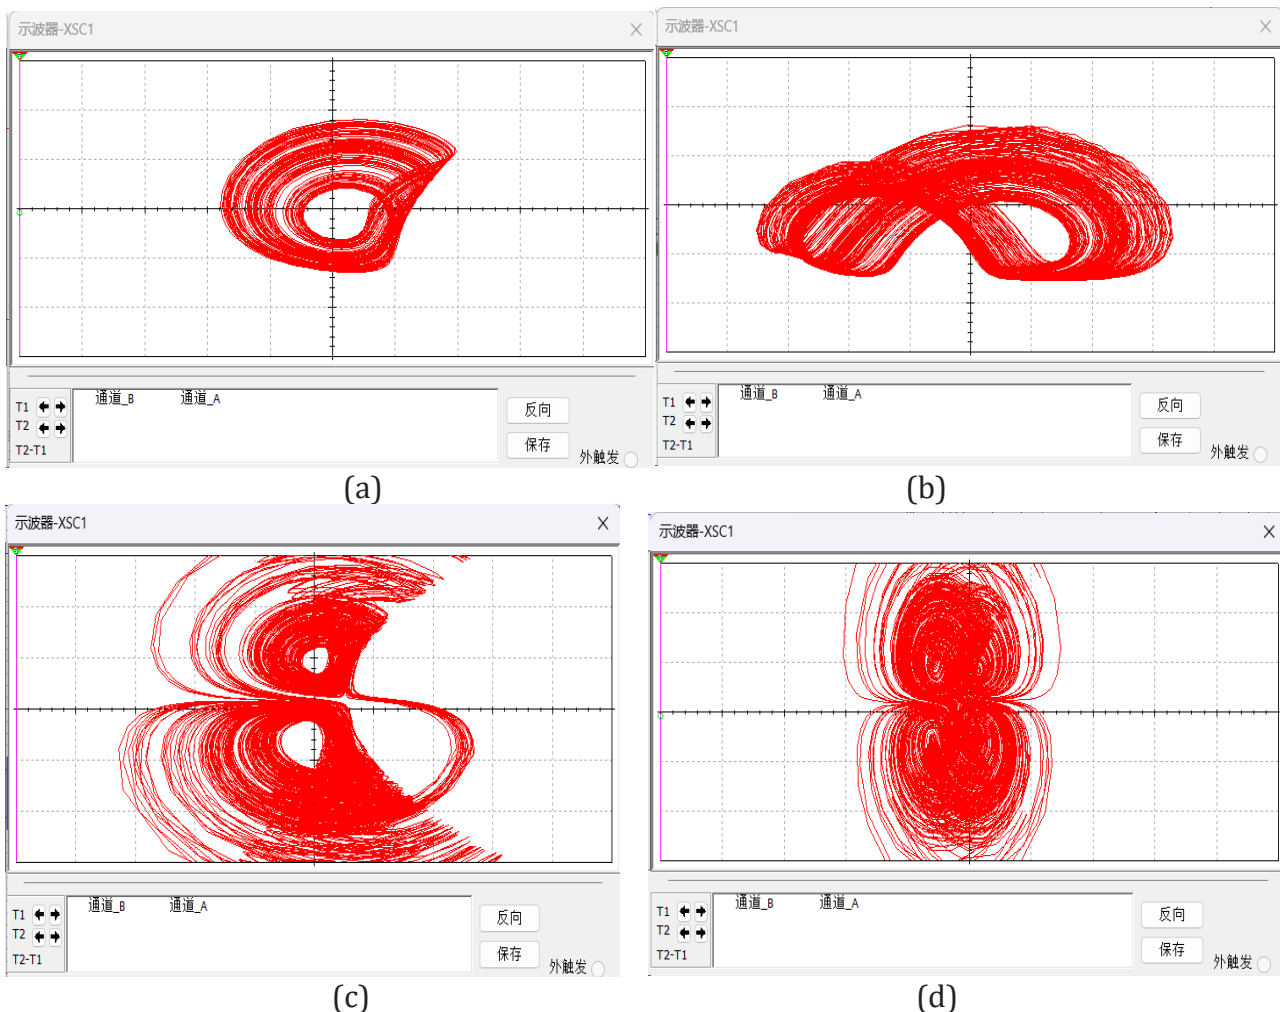 示波器-XSC1
通道_B 通道_A
T1
T2
T2-T1
反向
保存
外触发
(a)
示波器-XSC1
通道_B 通道_A
T1
T2
T2-T1
反向
保存
外触发
(b)
示波器-XSC1
通道_B 通道_A
T1
T2
T2-T1
反向
保存
外触发
(c)
示波器-XSC1
通道_B 通道_A
T1
T2
T2-T1
反向
保存
外触发
(d)